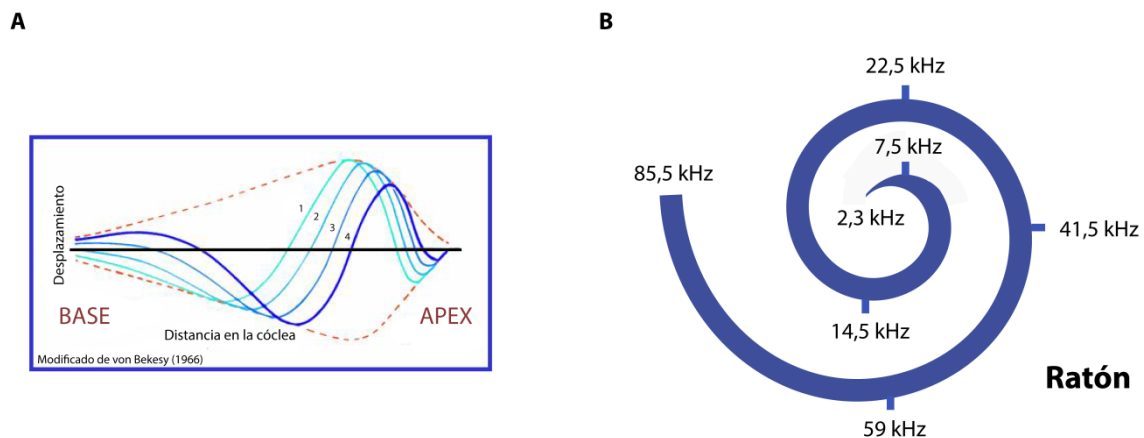 A
B
Desplazamiento
1
2
3
4
BASE
APEX
Distancia en la cóclea
Modificado de von Bekesy (1966)
22,5 kHz
7,5 kHz
85,5 kHz
2,3 kHz
41,5 kHz
14,5 kHz
Ratón
59 kHz